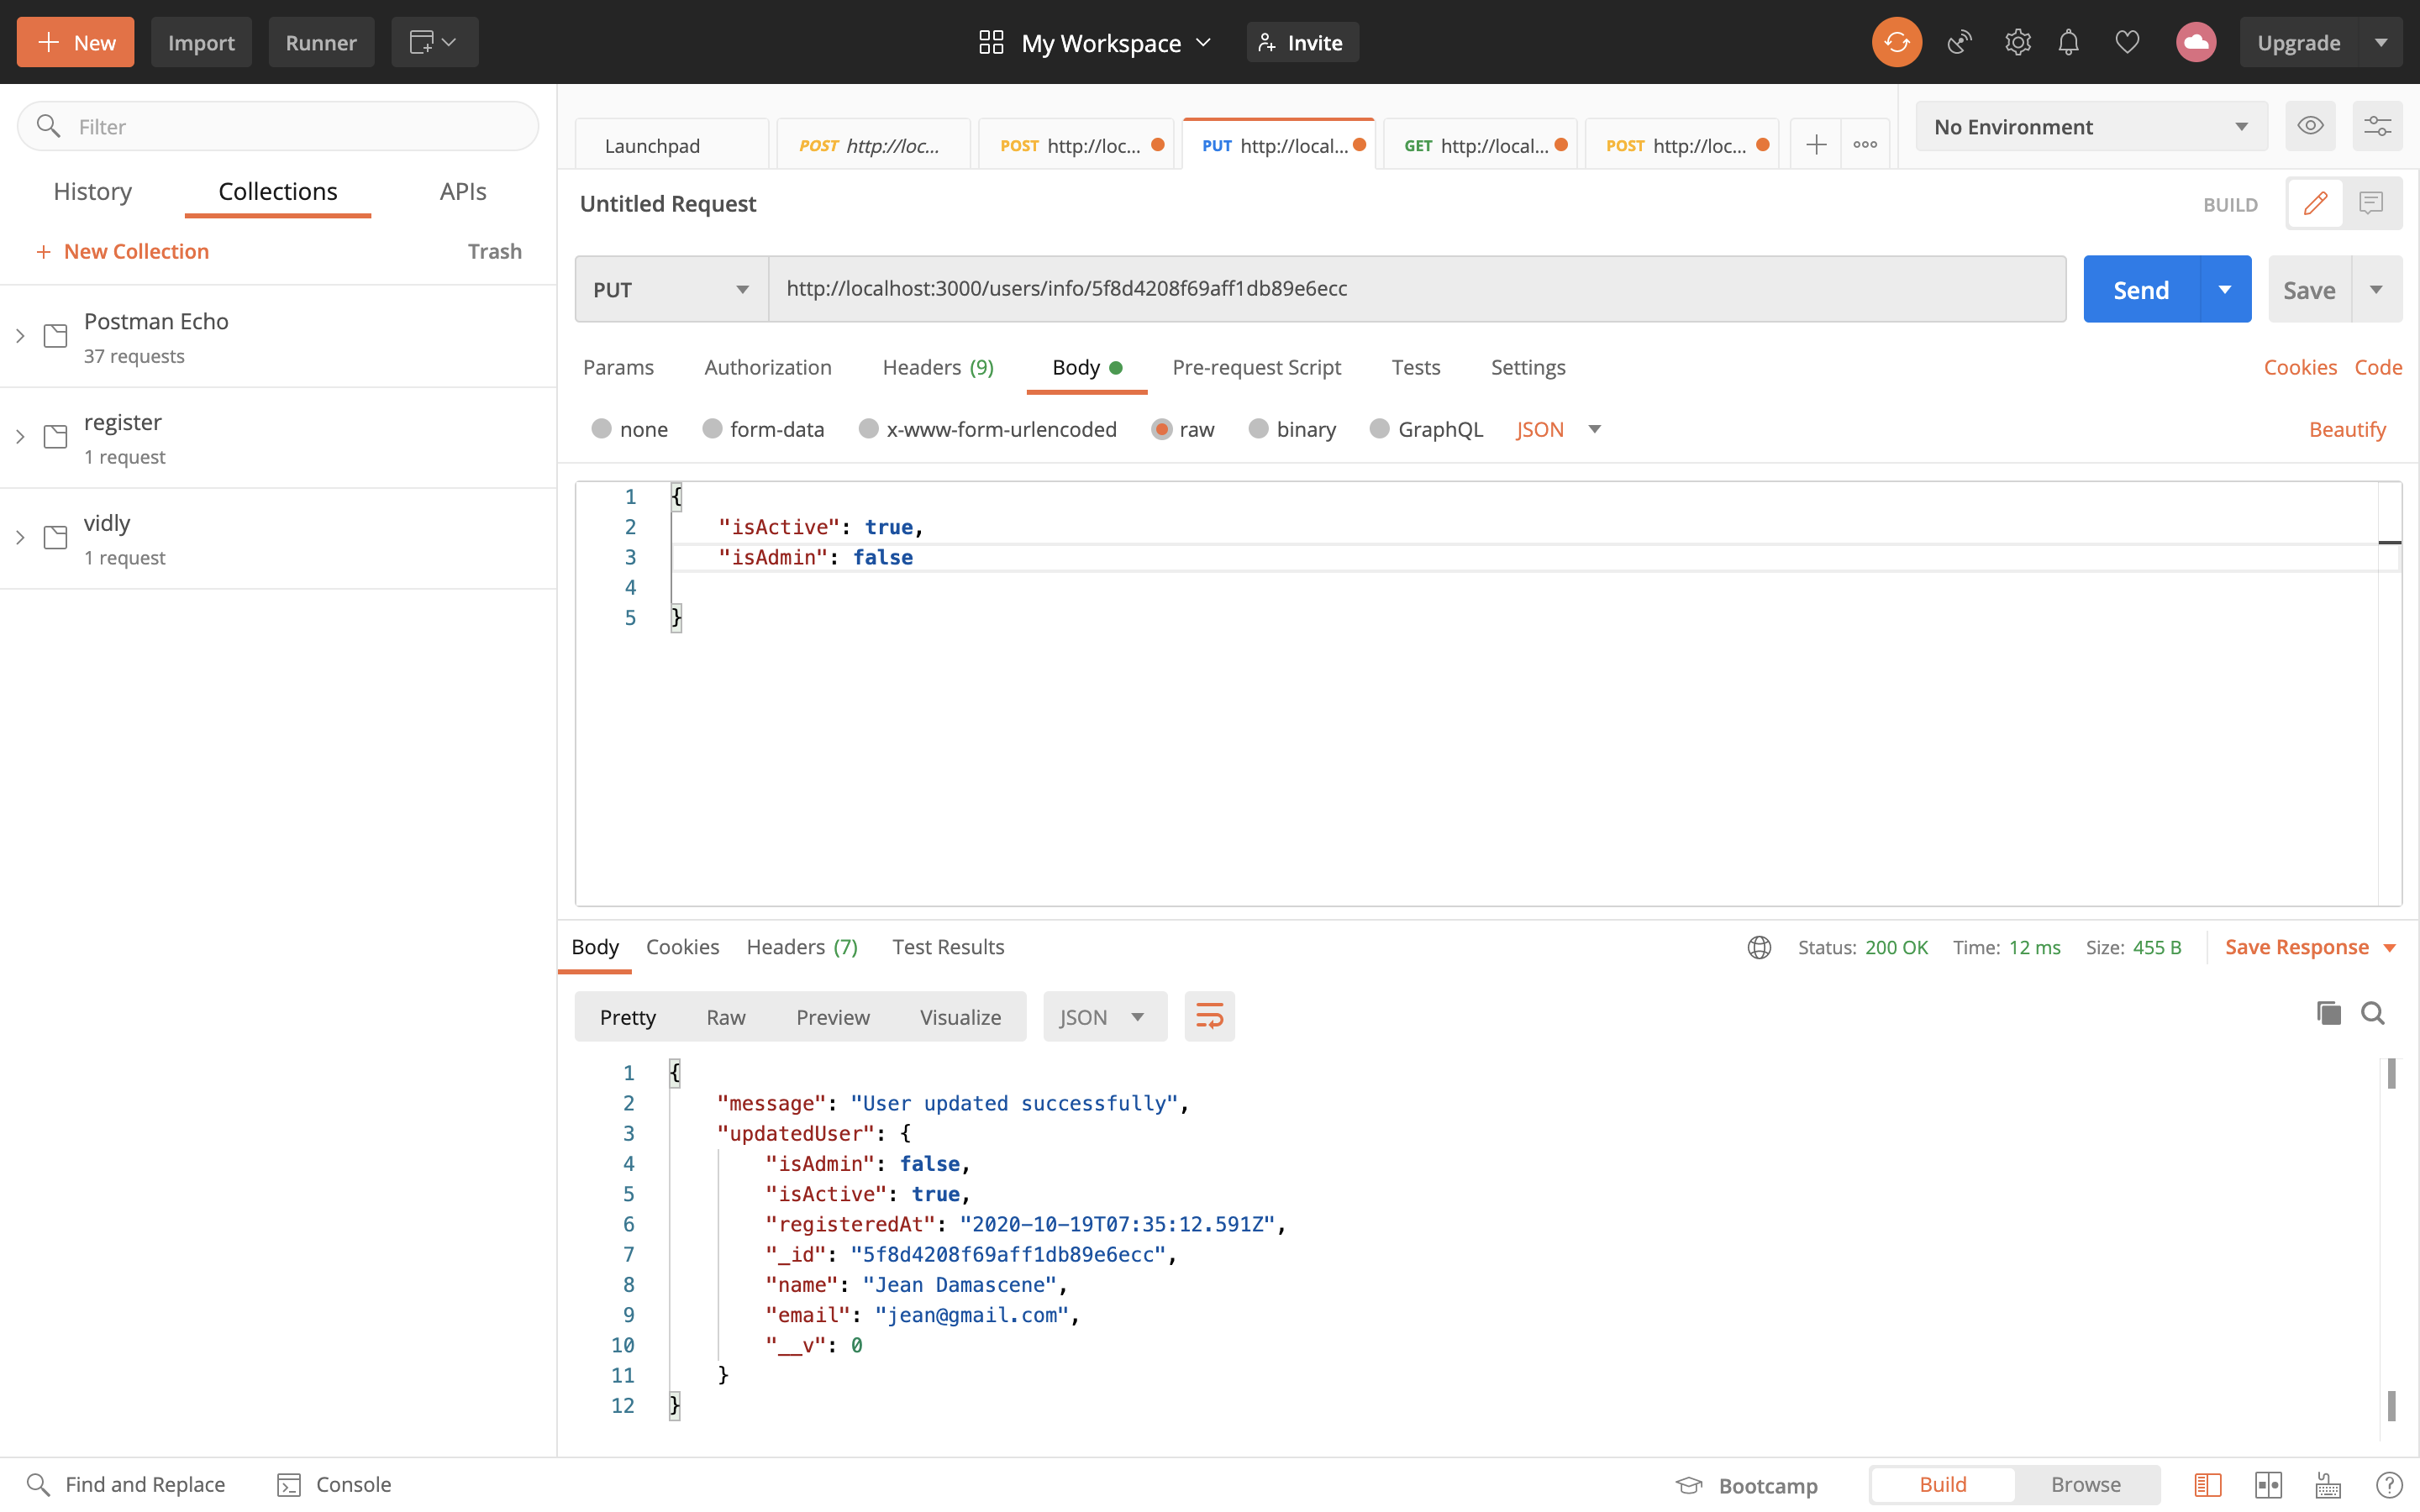 New Import Runner My Workspace Invite Upgrade
Filter
History Collections APIs
+ New Collection Trash
Postman Echo
37 requests
register
1 request
vidly
1 request
Launchpad POST http://loc... POST http://loc... PUT http://local... GET http://local... POST http://loc... No Environment
Untitled Request BUILD
PUT http://localhost:3000/users/info/5f8d4208f69aff1db89e6ecc Send Save
Params Authorization Headers (9) Body Pre-request Script Tests Settings Cookies Code
none form-data x-www-form-urlencoded raw binary GraphQL JSON Beautify
1 {
2 "isActive": true,
3 "isAdmin": false
4
5 }
Body Cookies Headers (7) Test Results Status: 200 OK Time: 12 ms Size: 455 B Save Response
Pretty Raw Preview Visualize JSON
1 {
2 "message": "User updated successfully",
3 "updatedUser": {
4 "isAdmin": false,
5 "isActive": true,
6 "registeredAt": "2020-10-19T07:35:12.591Z",
7 "_id": "5f8d4208f69aff1db89e6ecc",
8 "name": "Jean Damascene",
9 "email": "jean@gmail.com",
10 "__v": 0
11 }
12 }
Find and Replace Console Bootcamp Build Browse